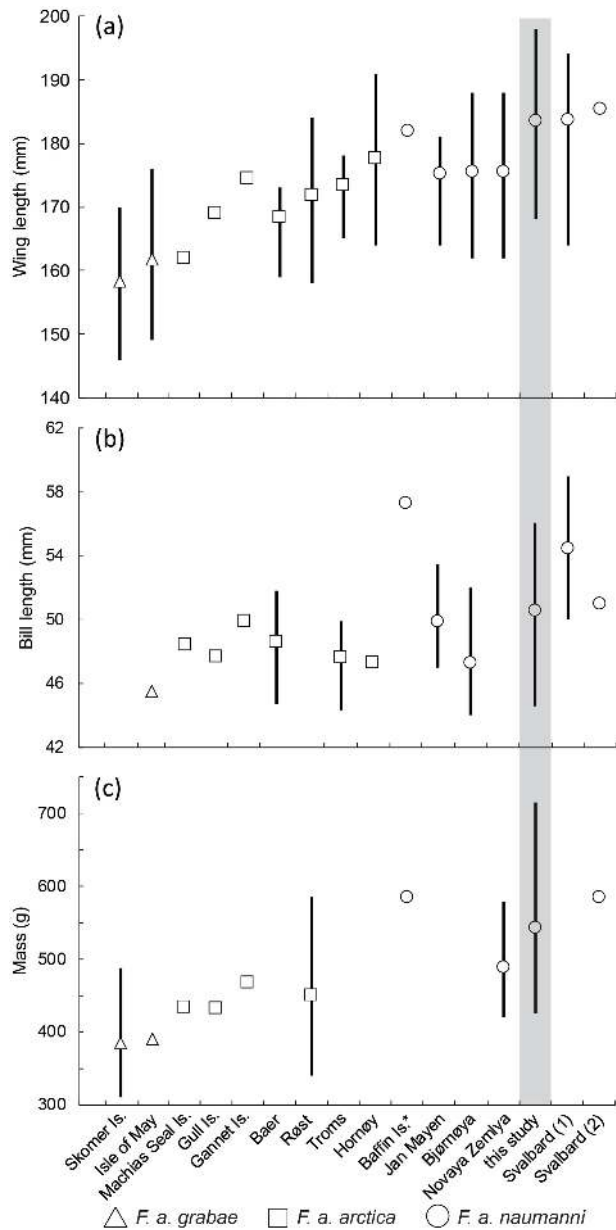 (a)
200
190
180
170
160
150
140
Wing length (mm)
(b)
62
58
54
50
46
42
Bill length (mm)
(c)
700
600
500
400
300
Mass (g)
Skomer Is.
Isle of May
Machias Seal Is.
Gull Is.
Gannet Is.
Baer
Røst
Troms
Hornøy
Baffin Is.*
Jan Mayen
Bjørnøya
Novaya Zemlya
this study
Svalbard (1)
Svalbard (2)
F. a. grabae F. a. arctica F. a. naumanni